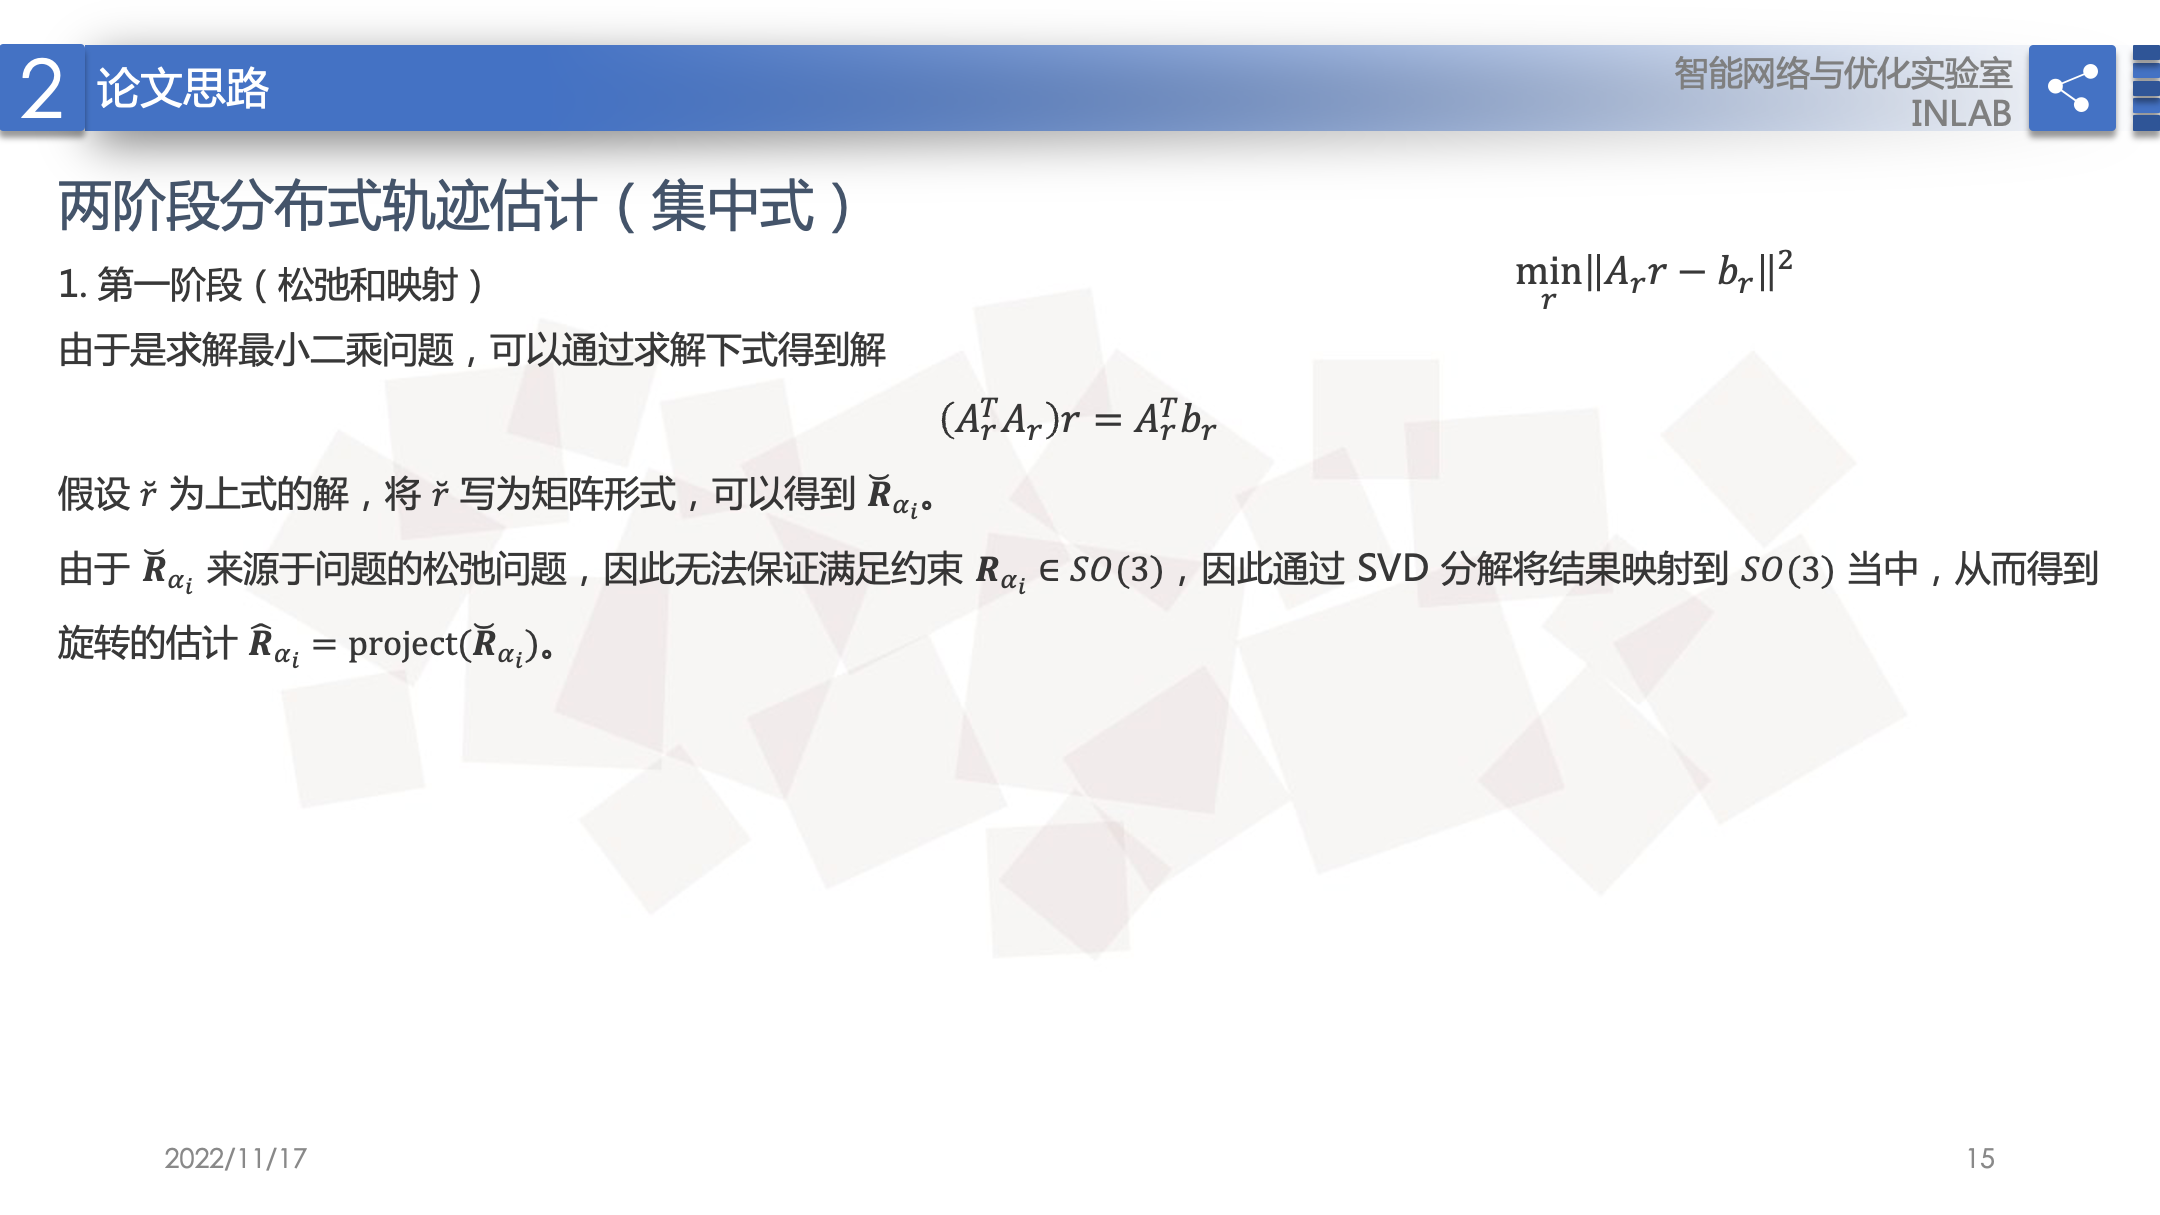 2 论文思路
智能网络与优化实验室
INLAB
两阶段分布式轨迹估计（集中式）
1. 第一阶段（松弛和映射）
$\min_{r} \|A_r r - b_r\|^2$
由于是求解最小二乘问题，可以通过求解下式得到解
$(A_r^T A_r) r = A_r^T b_r$
假设 $\breve{r}$ 为上式的解，将 $\breve{r}$ 写为矩阵形式，可以得到 $\breve{\boldsymbol{R}}_{\alpha_i}$。
由于 $\breve{\boldsymbol{R}}_{\alpha_i}$ 来源于问题的松弛问题，因此无法保证满足约束 $\boldsymbol{R}_{\alpha_i} \in SO(3)$，因此通过 SVD 分解将结果映射到 $SO(3)$ 当中，从而得到
旋转的估计 $\widehat{\boldsymbol{R}}_{\alpha_i} = \text{project}(\breve{\boldsymbol{R}}_{\alpha_i})$。
2022/11/17
15